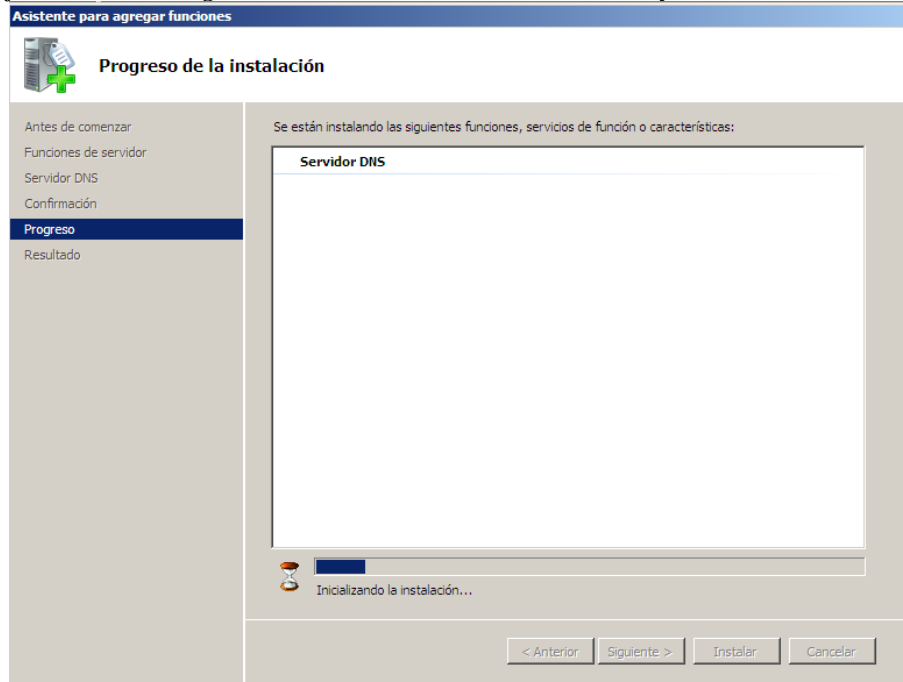 Asistente para agregar funciones
Progreso de la instalación
Antes de comenzar
Funciones de servidor
Servidor DNS
Confirmación
Progreso
Resultado
Se están instalando las siguientes funciones, servicios de función o características:
Servidor DNS
Inicializando la instalación...
< Anterior
Siguiente >
Instalar
Cancelar